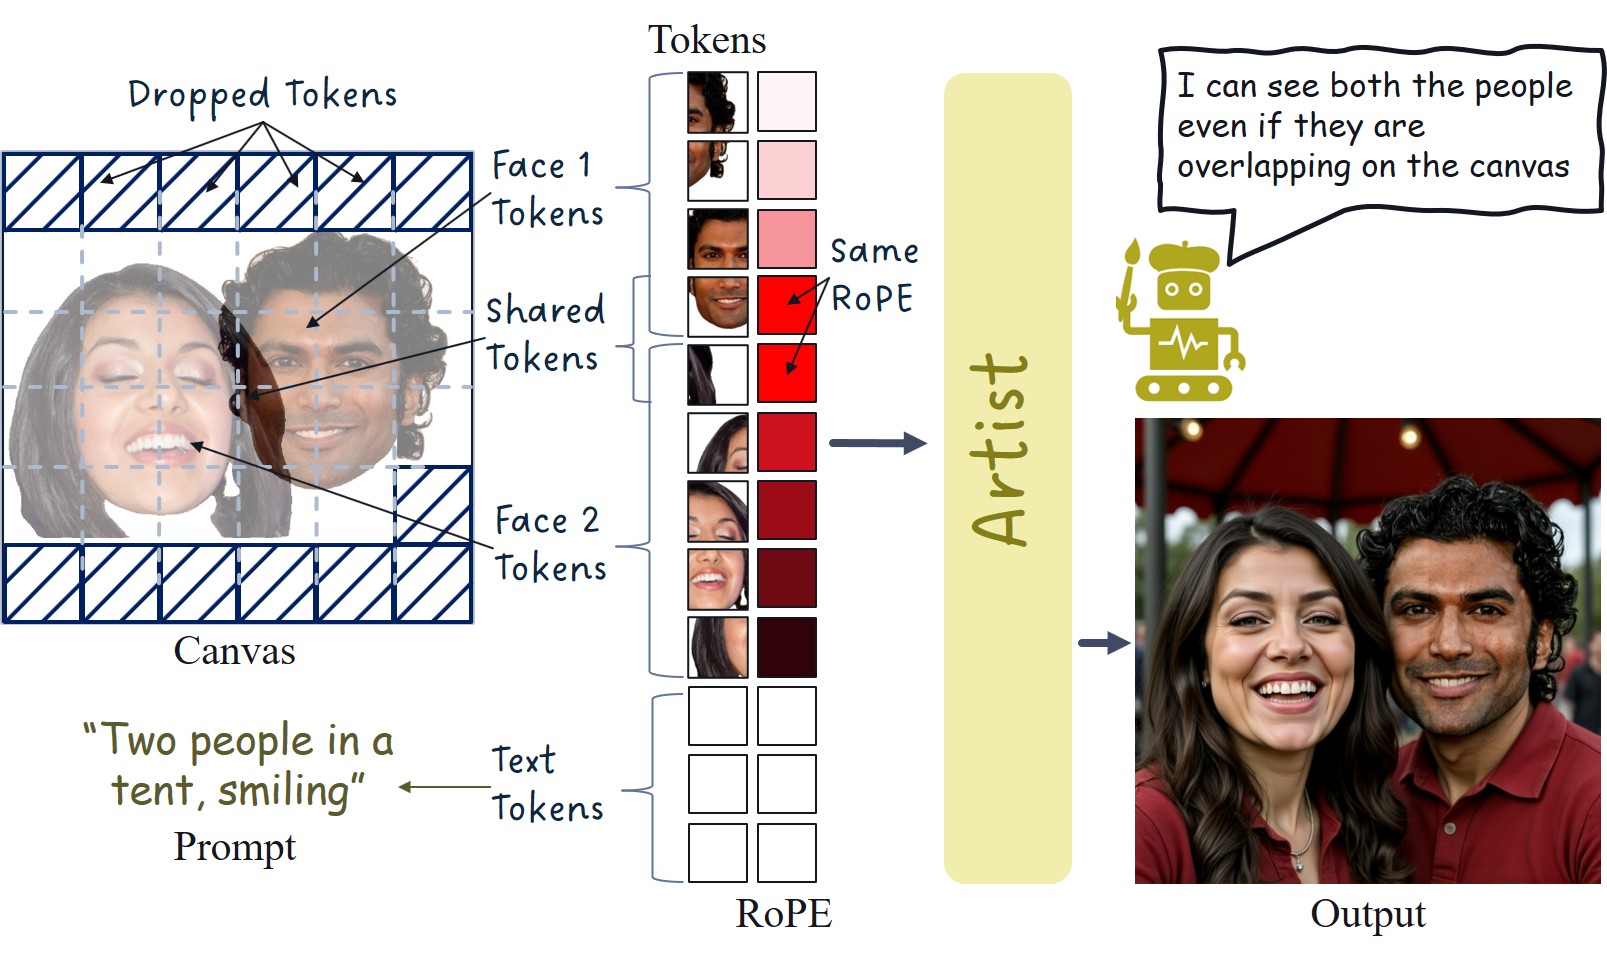 Tokens
Dropped Tokens
Face 1
Tokens
Shared
Tokens
Face 2
Tokens
Same
RoPE
Canvas
"Two people in a
tent, smiling"
Prompt
Text
Tokens
RoPE
Artist
I can see both the people
even if they are
overlapping on the canvas
Output